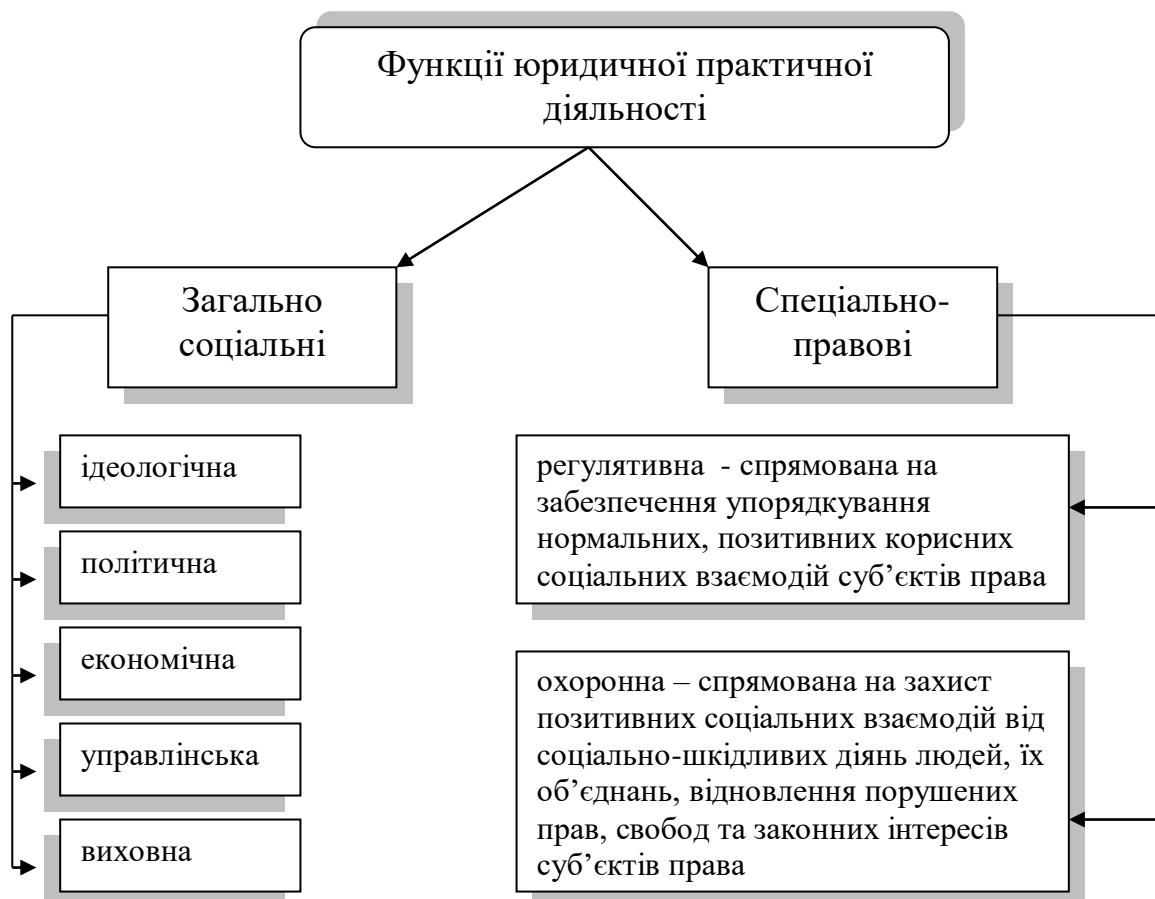 Функції юридичної практичної
діяльності
Загально
соціальні
Спеціально-
правові
ідеологічна
політична
економічна
управлінська
виховна
регулятивна - спрямована на
забезпечення упорядкування
нормальних, позитивних корисних
соціальних взаємодій суб’єктів права
охоронна – спрямована на захист
позитивних соціальних взаємодій від
соціально-шкідливих діянь людей, їх
об’єднань, відновлення порушених
прав, свобод та законних інтересів
суб’єктів права